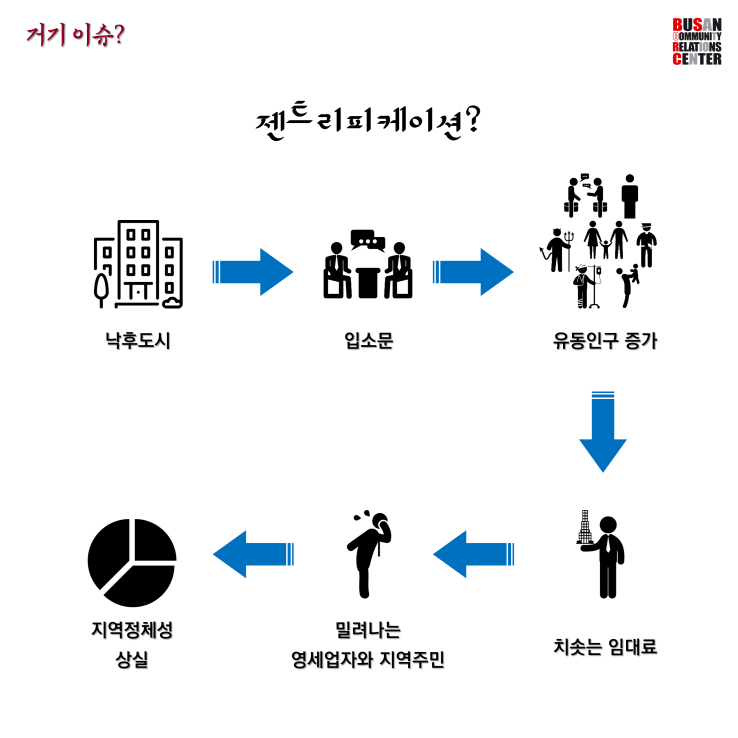 거기 이슈?
BUSAN
COMMUNITY
RELATIONS
CENTER
젠트리피케이션?
낙후도시
입소문
유동인구 증가
지역정체성
상실
밀려나는
영세업자와 지역주민
치솟는 임대료